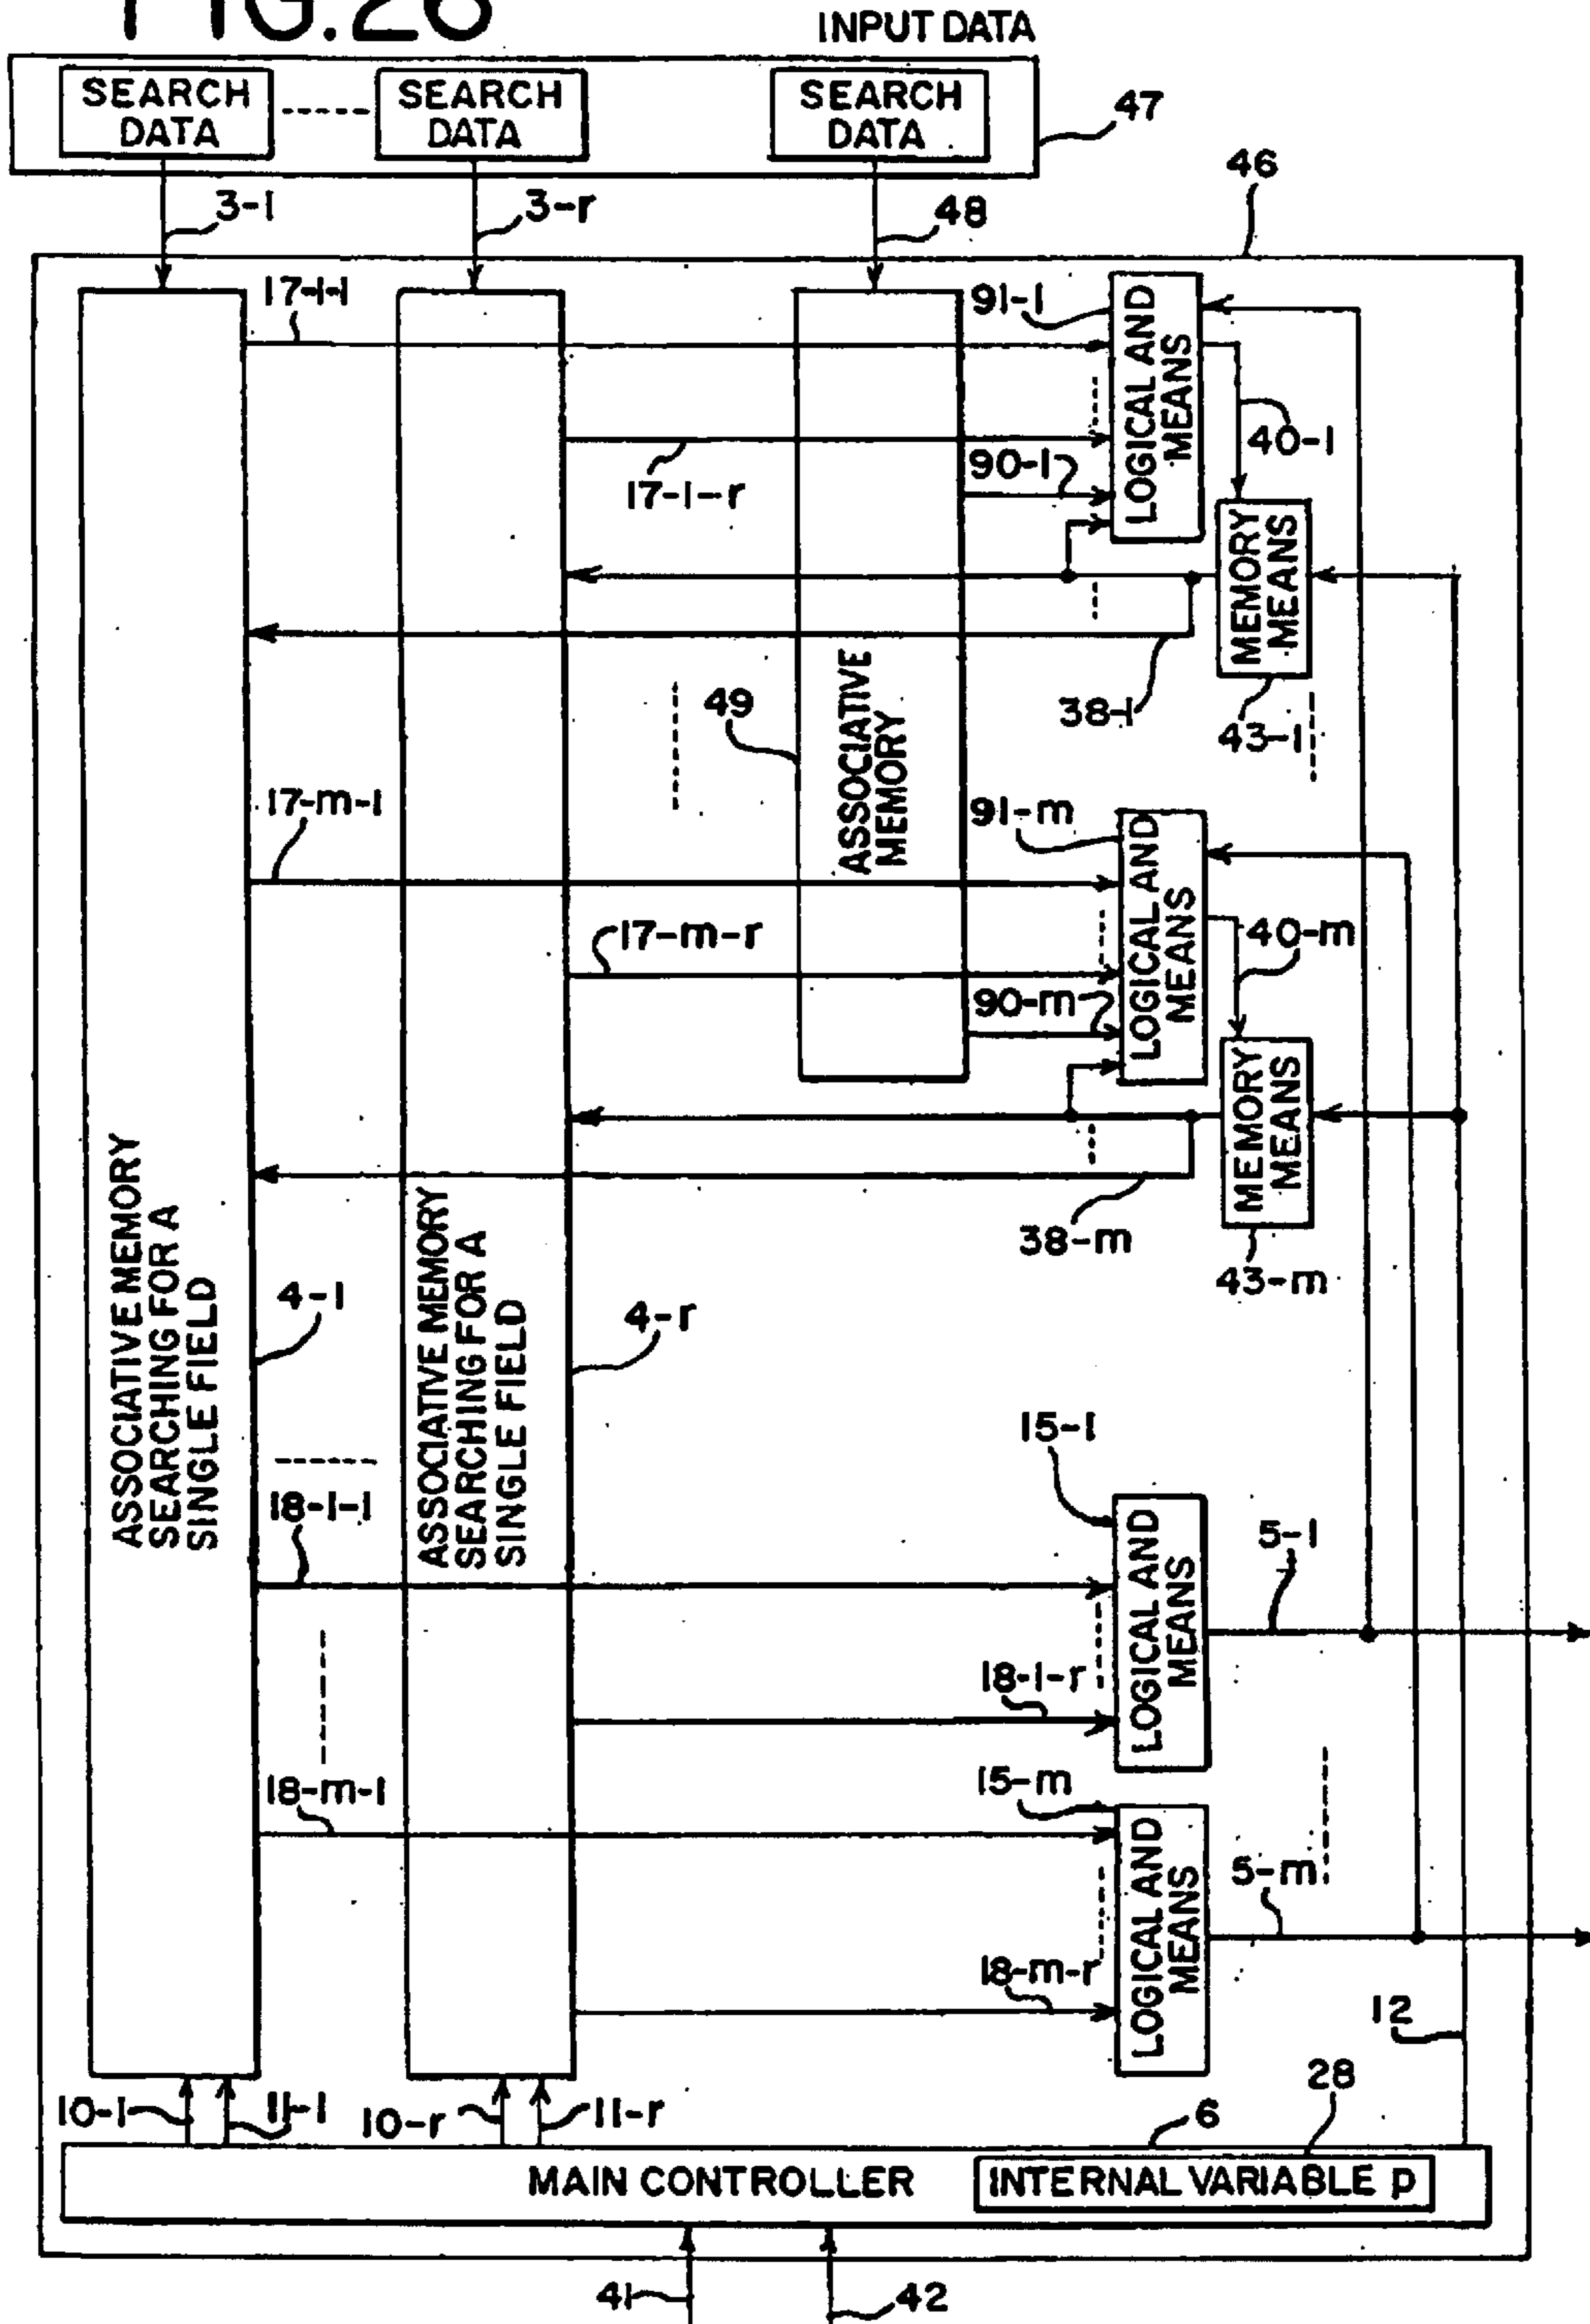 FIG.26
INPUT DATA
SEARCH
DATA
SEARCH
DATA
SEARCH
DATA
47
46
3-1
3-r
48
17-1-1
91-1
LOGICAL AND
MEANS
40-1
17-1-r
90-1
MEMORY
MEANS
38-1
43-1
49
ASSOCIATIVE
MEMORY
17-m-1
91-m
LOGICAL AND
MEANS
17-m-r
40-m
90-m
MEMORY
MEANS
38-m
43-m
ASSOCIATIVE MEMORY
SEARCHING FOR A
SINGLE FIELD
4-1
ASSOCIATIVE MEMORY
SEARCHING FOR A
SINGLE FIELD
4-r
15-1
18-1-1
LOGICAL AND
MEANS
5-1
18-1-r
15-m
18-m-1
LOGICAL AND
MEANS
5-m
18-m-r
12
28
10-1
11-1
10-r
11-r
6
MAIN CONTROLLER
INTERNAL VARIABLE p
41
42